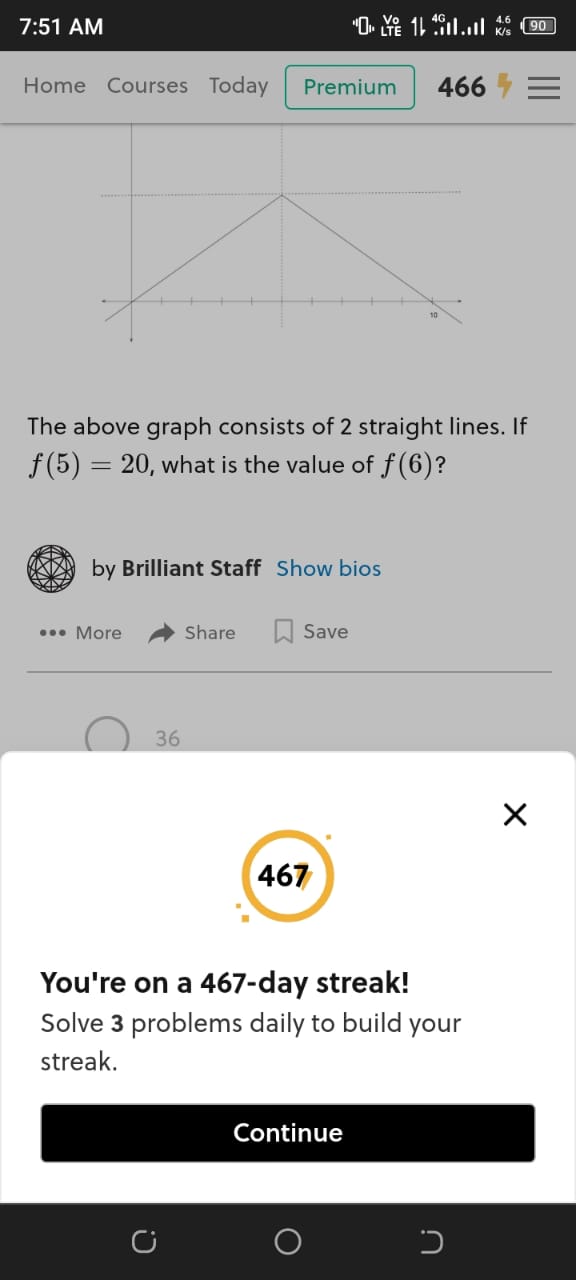 7:51 AM
Vo LTE 4G 4.6 K/s 90
Home Courses Today Premium 466
10
The above graph consists of 2 straight lines. If
f(5) = 20, what is the value of f(6)?
by Brilliant Staff Show bios
More Share Save
36
467
You're on a 467-day streak!
Solve 3 problems daily to build your
streak.
Continue